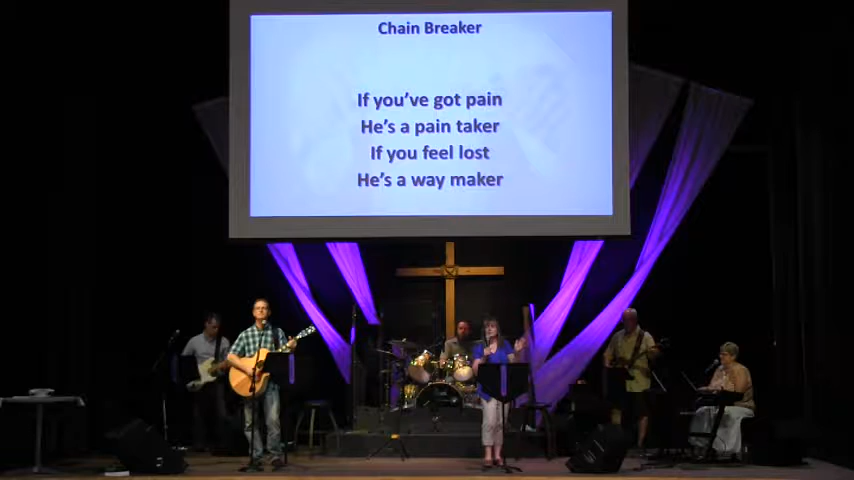 Chain Breaker
If you've got pain
He's a pain taker
If you feel lost
He's a way maker